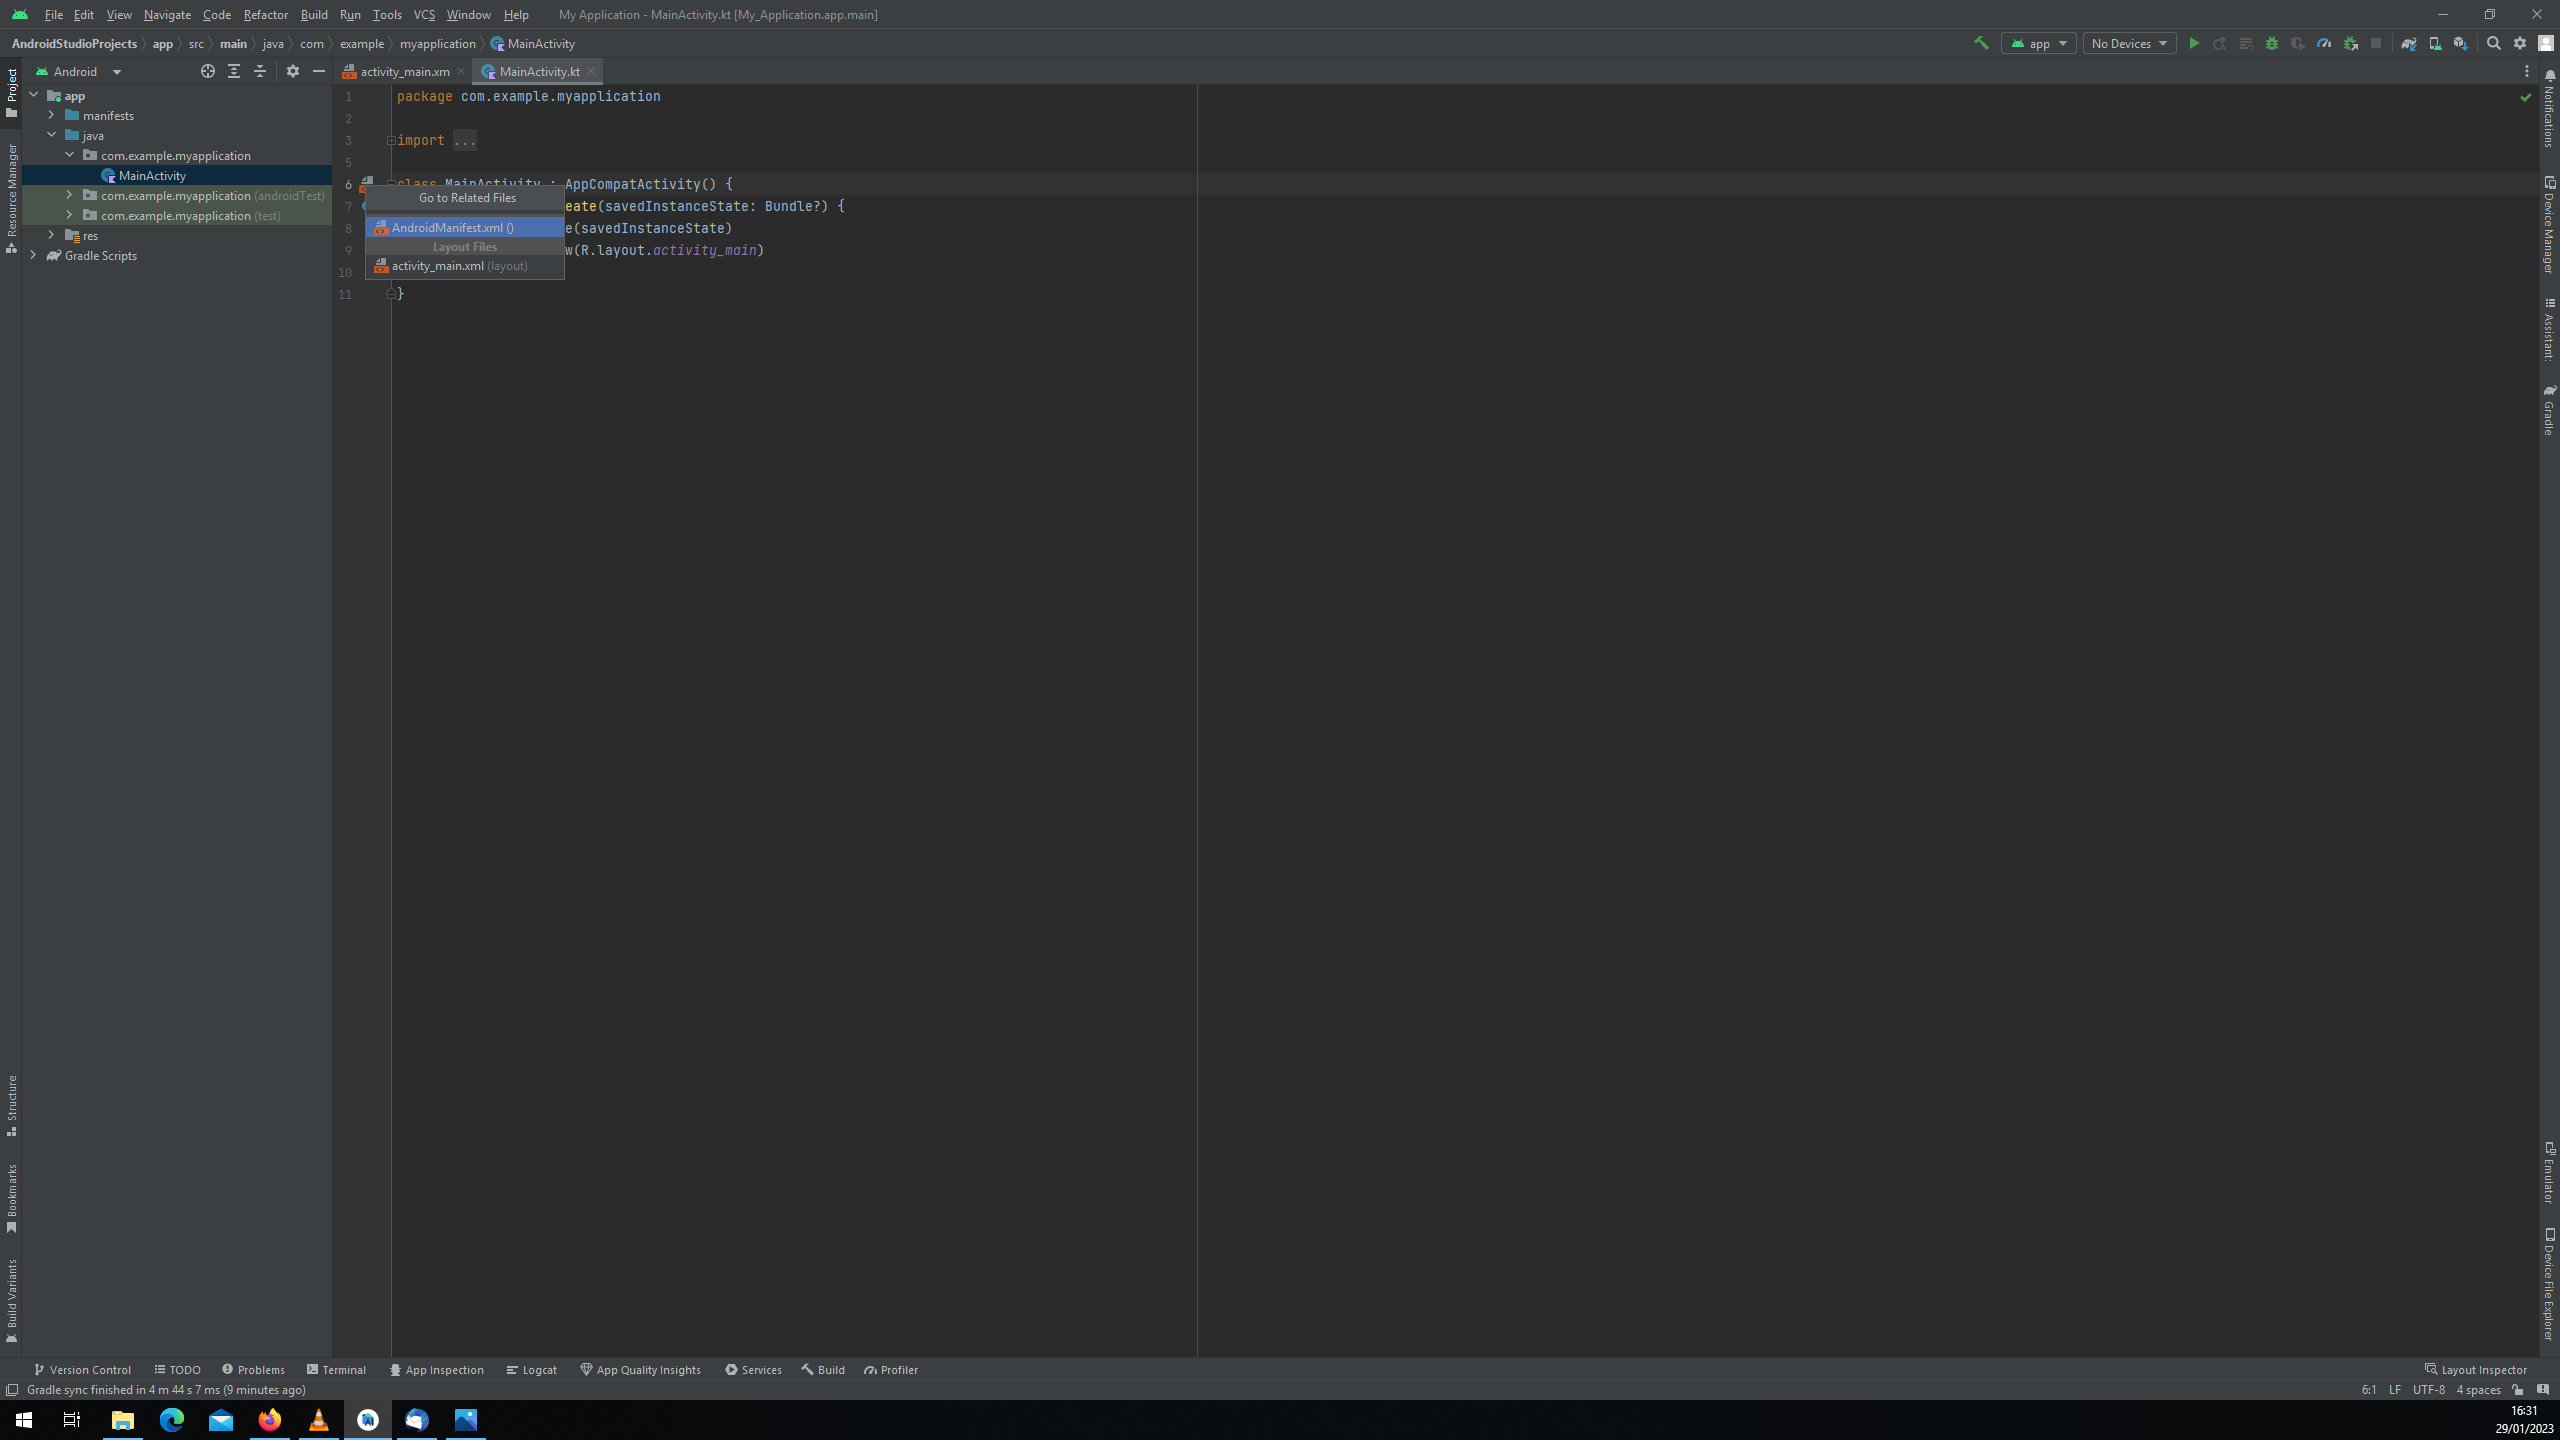 File Edit View Navigate Code Refactor Build Run Tools VCS Window Help My Application - MainActivity.kt [My_Application.app.main]
AndroidStudioProjects app src main java com example myapplication MainActivity app No Devices
Android activity_main.xm MainActivity.kt
app
manifests
java
com.example.myapplication
MainActivity
com.example.myapplication (androidTest)
com.example.myapplication (test)
res
Gradle Scripts
1 package com.example.myapplication
2
3 import ...
5
6 class MainActivity : AppCompatActivity() {
7 eate(savedInstanceState: Bundle?) {
8 e(savedInstanceState)
9 w(R.layout.activity_main)
10
11 }
Go to Related Files
AndroidManifest.xml ()
Layout Files
activity_main.xml (layout)
Project
Resource Manager
Structure
Bookmarks
Build Variants
Notifications
Device Manager
Assistant:
Gradle
Emulator
Device File Explorer
Version Control TODO Problems Terminal App Inspection Logcat App Quality Insights Services Build Profiler Layout Inspector
Gradle sync finished in 4 m 44 s 7 ms (9 minutes ago) 6:1 LF UTF-8 4 spaces
16:31
29/01/2023